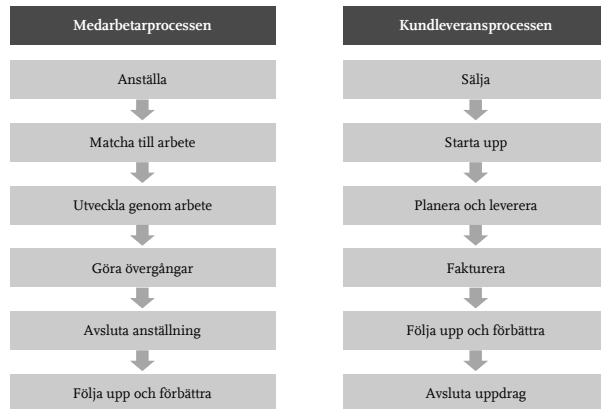 Medarbetarprocessen
Anställa
Matcha till arbete
Utveckla genom arbete
Göra övergångar
Avsluta anställning
Följa upp och förbättra
Kundleveransprocessen
Sälja
Starta upp
Planera och leverera
Fakturera
Följa upp och förbättra
Avsluta uppdrag